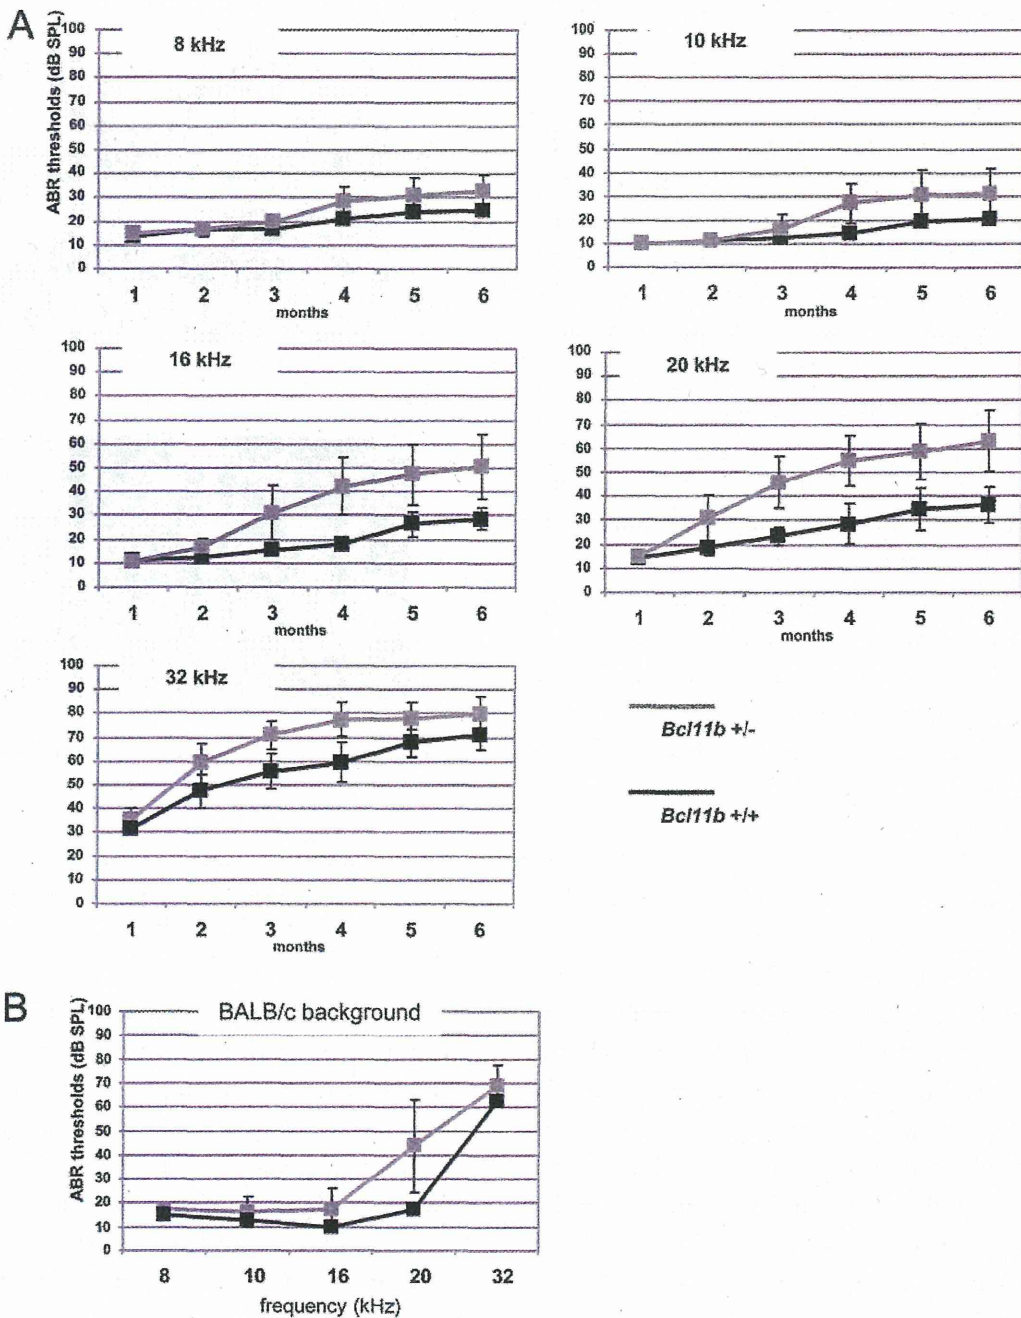 A
ABR thresholds (dB SPL)
8 kHz
100
90
80
70
60
50
40
30
20
10
0
1 2 3 4 5 6
months
10 kHz
100
90
80
70
60
50
40
30
20
10
0
1 2 3 4 5 6
months
16 kHz
100
90
80
70
60
50
40
30
20
10
0
1 2 3 4 5 6
months
20 kHz
100
90
80
70
60
50
40
30
20
10
0
1 2 3 4 5 6
months
32 kHz
100
90
80
70
60
50
40
30
20
10
0
1 2 3 4 5 6
months
Bcl11b +/-
Bcl11b +/+
B
ABR thresholds (dB SPL)
BALB/c background
100
90
80
70
60
50
40
30
20
10
0
8 10 16 20 32
frequency (kHz)